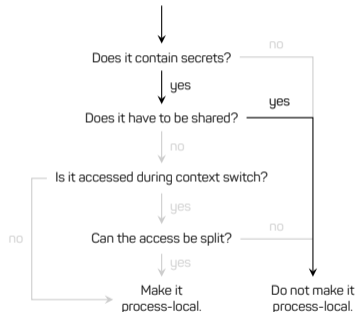 no
Does it contain secrets?
yes
yes
Does it have to be shared?
no
Is it accessed during context switch?
yes
no
no
Can the access be split?
yes
Make it
process-local.
Do not make it
process-local.